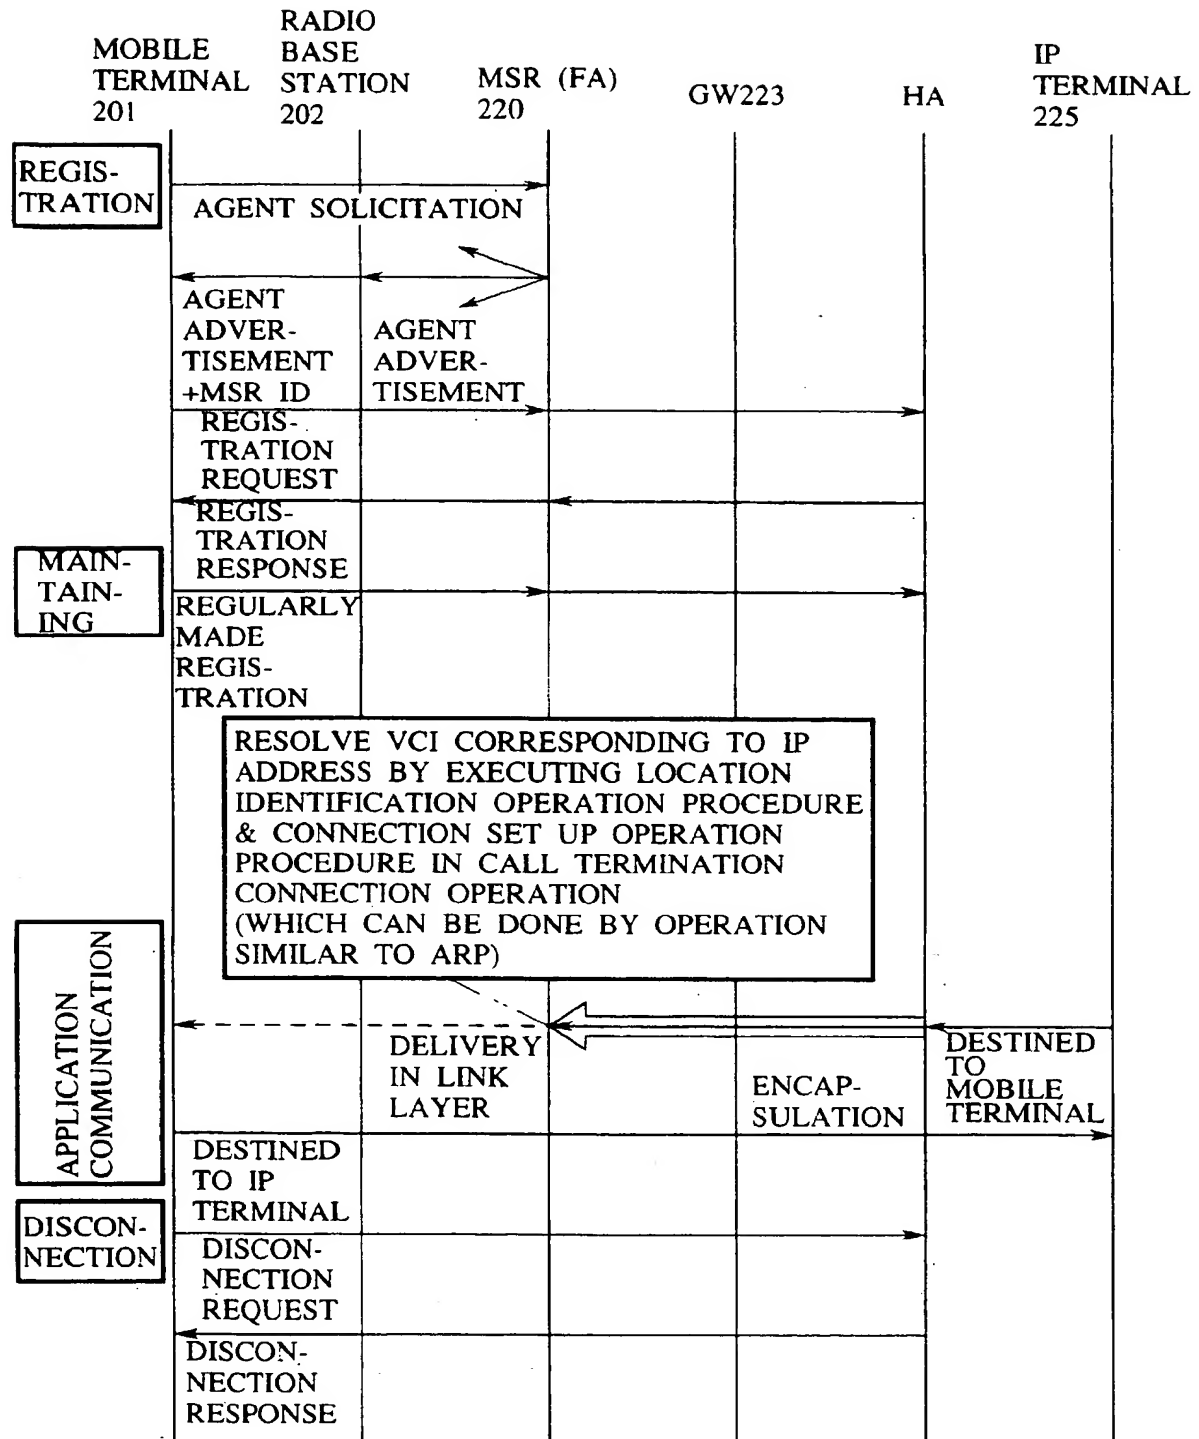 MOBILE
TERMINAL
201
RADIO
BASE
STATION
202
MSR (FA)
220
GW223
HA
IP
TERMINAL
225
REGIS-
TRATION
AGENT SOLICITATION
AGENT
ADVER-
TISEMENT
+MSR ID
AGENT
ADVER-
TISEMENT
REGIS-
TRATION
REQUEST
REGIS-
TRATION
RESPONSE
MAIN-
TAIN-
ING
REGULARLY
MADE
REGIS-
TRATION
RESOLVE VCI CORRESPONDING TO IP
ADDRESS BY EXECUTING LOCATION
IDENTIFICATION OPERATION PROCEDURE
& CONNECTION SET UP OPERATION
PROCEDURE IN CALL TERMINATION
CONNECTION OPERATION
(WHICH CAN BE DONE BY OPERATION
SIMILAR TO ARP)
APPLICATION
COMMUNICATION
DELIVERY
IN LINK
LAYER
ENCAP-
SULATION
DESTINED
TO
MOBILE
TERMINAL
DESTINED
TO IP
TERMINAL
DISCON-
NECTION
DISCON-
NECTION
REQUEST
DISCON-
NECTION
RESPONSE